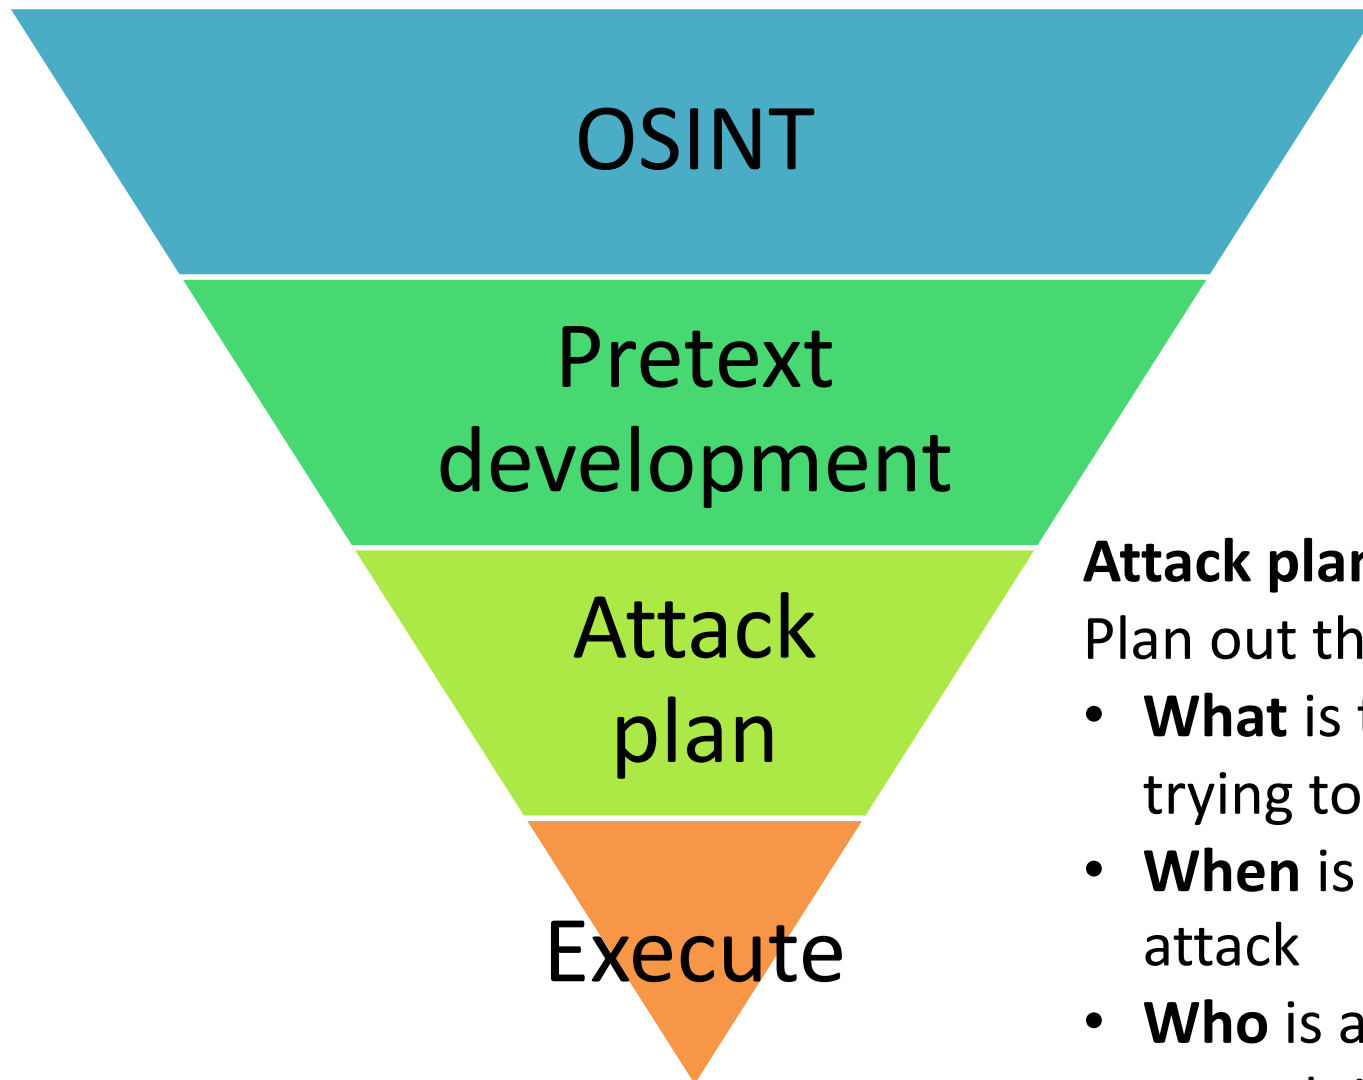 OSINT
Pretext
development
Attack
plan
Execute
Attack plan
Plan out th
• What is t
trying to
• When is
attack
• Who is a